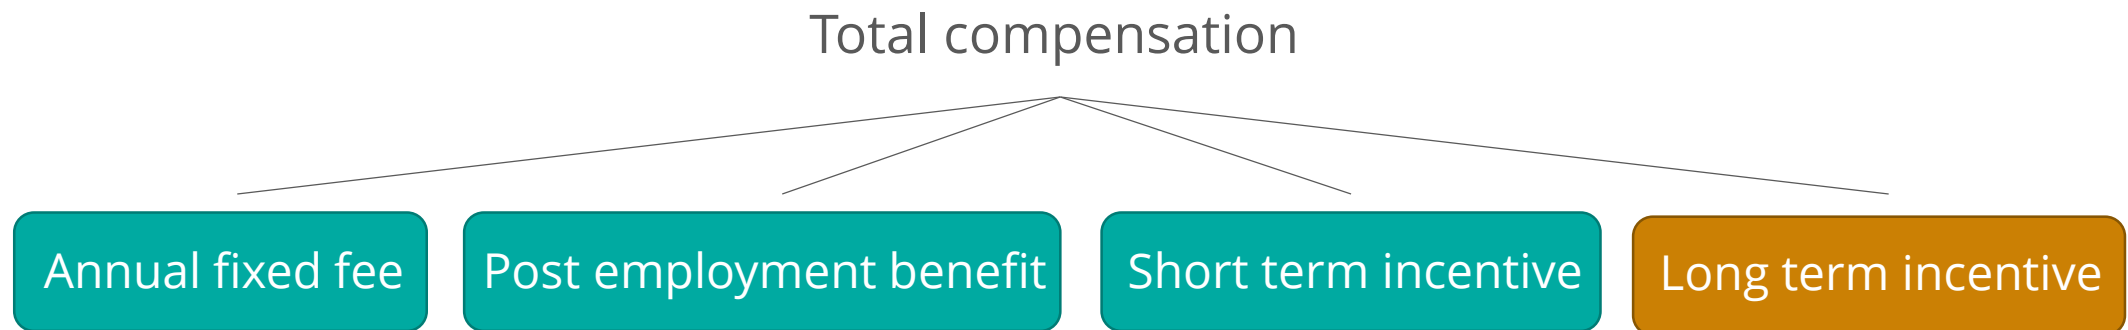 Total compensation
Annual fixed fee
Post employment benefit
Short term incentive
Long term incentive